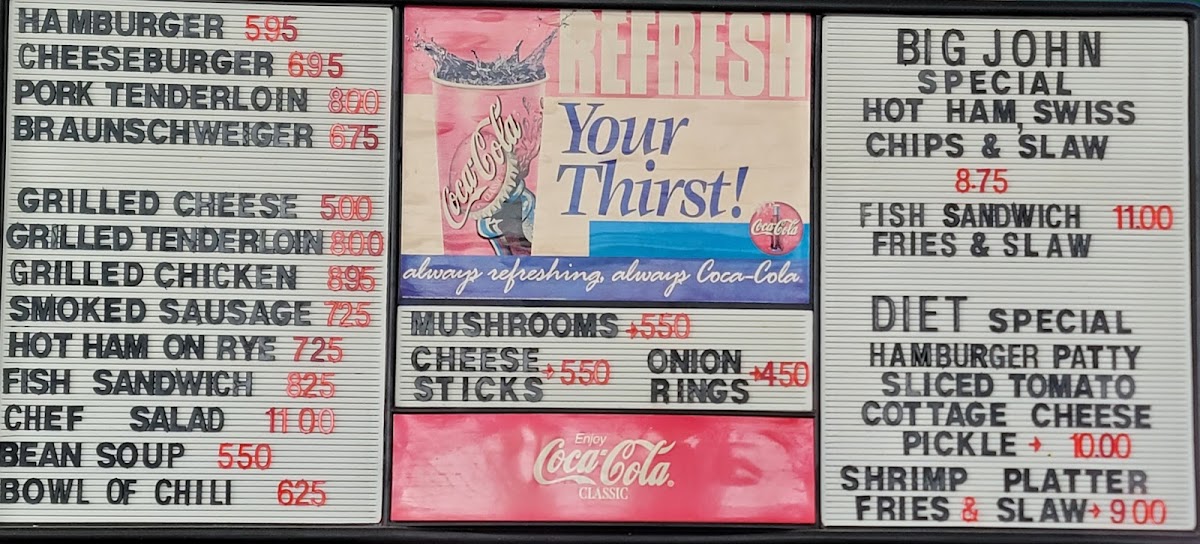 HAMBURGER 595
CHEESEBURGER 695
PORK TENDERLOIN 800
BRAUNSCHWEIGER 675
GRILLED CHEESE 500
GRILLED TENDERLOIN 800
GRILLED CHICKEN 895
SMOKED SAUSAGE 725
HOT HAM ON RYE 725
FISH SANDWICH 825
CHEF SALAD 11 00
BEAN SOUP 550
BOWL OF CHILI 625
REFRESH
Your
Thirst!
Coca-Cola
Coca-Cola
always refreshing, always Coca-Cola.
MUSHROOMS →550
CHEESE STICKS →550
ONION RINGS →450
Enjoy
Coca-Cola
CLASSIC
BIG JOHN
SPECIAL
HOT HAM, SWISS
CHIPS & SLAW
8.75
FISH SANDWICH 11.00
FRIES & SLAW
DIET SPECIAL
HAMBURGER PATTY
SLICED TOMATO
COTTAGE CHEESE
PICKLE → 10.00
SHRIMP PLATTER
FRIES & SLAW→ 9 00